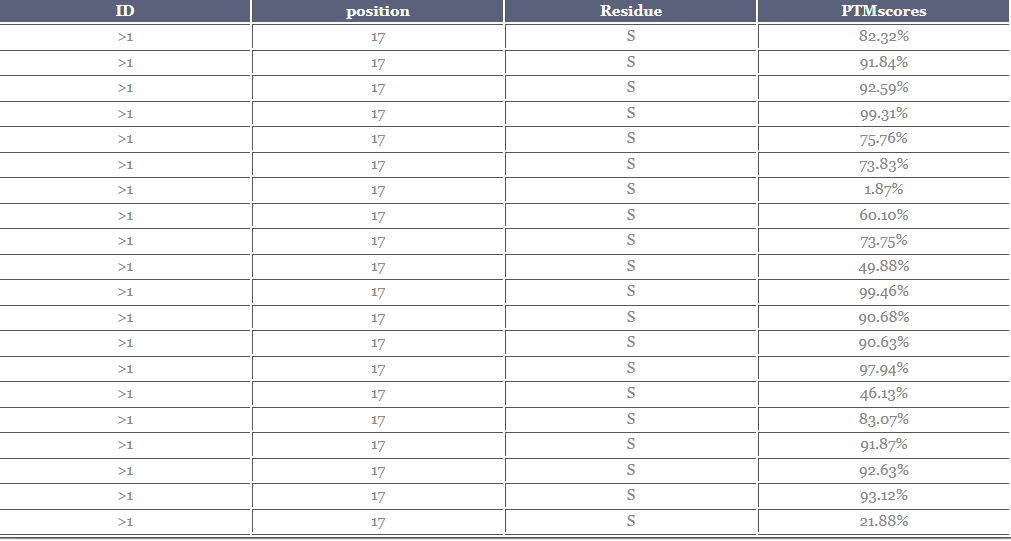 ID position Residue PTMscores
>1 17 S 82.32%
>1 17 S 91.84%
>1 17 S 92.59%
>1 17 S 99.31%
>1 17 S 75.76%
>1 17 S 73.83%
>1 17 S 1.87%
>1 17 S 60.10%
>1 17 S 73.75%
>1 17 S 49.88%
>1 17 S 99.46%
>1 17 S 90.68%
>1 17 S 90.63%
>1 17 S 97.94%
>1 17 S 46.13%
>1 17 S 83.07%
>1 17 S 91.87%
>1 17 S 92.63%
>1 17 S 93.12%
>1 17 S 21.88%